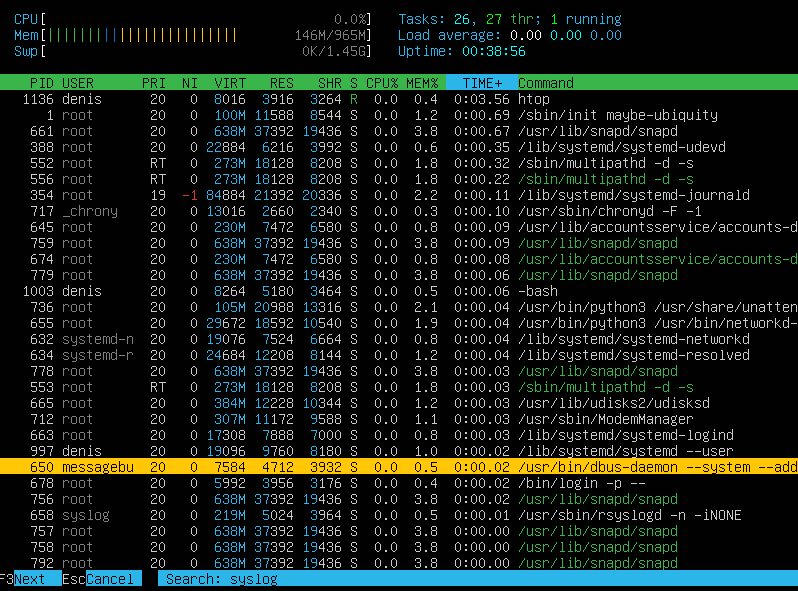 CPU[ 0.0%] Tasks: 26, 27 thr; 1 running
Mem[||||||||||||||||||||||||| 146M/965M] Load average: 0.00 0.00 0.00
Swp[ 0K/1.45G] Uptime: 00:38:56
PID USER PRI NI VIRT RES SHR S CPU% MEM% TIME+ Command
1136 denis 20 0 8016 3916 3264 R 0.0 0.4 0:03.56 htop
1 root 20 0 100M 11588 8544 S 0.0 1.2 0:00.69 /sbin/init maybe-ubiquity
661 root 20 0 638M 37392 19436 S 0.0 3.8 0:00.67 /usr/lib/snapd/snapd
388 root 20 0 22884 6216 3992 S 0.0 0.6 0:00.35 /lib/systemd/systemd-udevd
552 root RT 0 273M 18128 8208 S 0.0 1.8 0:00.32 /sbin/multipathd -d -s
556 root RT 0 273M 18128 8208 S 0.0 1.8 0:00.22 /sbin/multipathd -d -s
354 root 19 -1 84884 21392 20336 S 0.0 2.2 0:00.11 /lib/systemd/systemd-journald
717 _chrony 20 0 13016 2660 2340 S 0.0 0.3 0:00.10 /usr/sbin/chronyd -F -1
645 root 20 0 230M 7472 6580 S 0.0 0.8 0:00.09 /usr/lib/accountsservice/accounts-d
759 root 20 0 638M 37392 19436 S 0.0 3.8 0:00.09 /usr/lib/snapd/snapd
674 root 20 0 230M 7472 6580 S 0.0 0.8 0:00.08 /usr/lib/accountsservice/accounts-d
779 root 20 0 638M 37392 19436 S 0.0 3.8 0:00.06 /usr/lib/snapd/snapd
1003 denis 20 0 8264 5180 3464 S 0.0 0.5 0:00.06 -bash
736 root 20 0 105M 20988 13316 S 0.0 2.1 0:00.04 /usr/bin/python3 /usr/share/unatten
655 root 20 0 29672 18592 10540 S 0.0 1.9 0:00.04 /usr/bin/python3 /usr/bin/networkd-
632 systemd-n 20 0 19076 7524 6664 S 0.0 0.8 0:00.04 /lib/systemd/systemd-networkd
634 systemd-r 20 0 24684 12208 8144 S 0.0 1.2 0:00.04 /lib/systemd/systemd-resolved
778 root 20 0 638M 37392 19436 S 0.0 3.8 0:00.03 /usr/lib/snapd/snapd
553 root RT 0 273M 18128 8208 S 0.0 1.8 0:00.03 /sbin/multipathd -d -s
665 root 20 0 384M 12228 10344 S 0.0 1.2 0:00.03 /usr/lib/udisks2/udisksd
712 root 20 0 307M 11172 9588 S 0.0 1.1 0:00.03 /usr/sbin/ModemManager
663 root 20 0 17308 7888 7000 S 0.0 0.8 0:00.03 /lib/systemd/systemd-logind
997 denis 20 0 19096 9760 8180 S 0.0 1.0 0:00.02 /lib/systemd/systemd --user
650 messagebu 20 0 7584 4712 3932 S 0.0 0.5 0:00.02 /usr/bin/dbus-daemon --system --add
678 root 20 0 5992 3956 3176 S 0.0 0.4 0:00.02 /bin/login -p --
756 root 20 0 638M 37392 19436 S 0.0 3.8 0:00.02 /usr/lib/snapd/snapd
658 syslog 20 0 219M 5024 3964 S 0.0 0.5 0:00.01 /usr/sbin/rsyslogd -n -iNONE
757 root 20 0 638M 37392 19436 S 0.0 3.8 0:00.00 /usr/lib/snapd/snapd
758 root 20 0 638M 37392 19436 S 0.0 3.8 0:00.00 /usr/lib/snapd/snapd
792 root 20 0 638M 37392 19436 S 0.0 3.8 0:00.00 /usr/lib/snapd/snapd
F3Next EscCancel Search: syslog